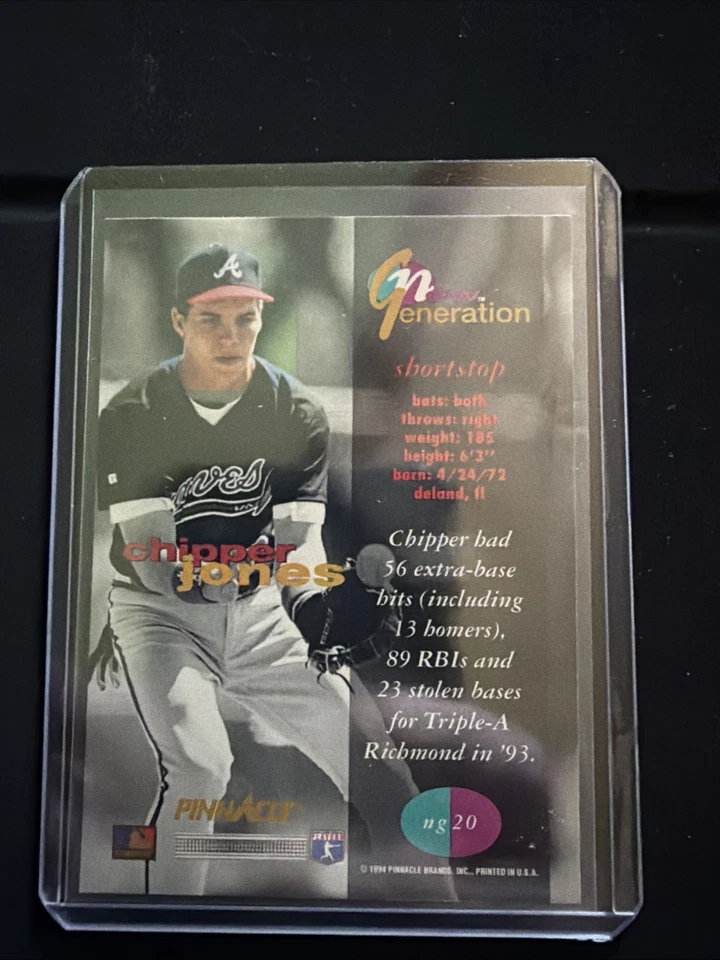 A
New
Generation
shortstop
bats: both
throws: right
weight: 185
height: 6'3"
born: 4/24/72
deland, fl
chipper
jones
Chipper had
56 extra-base
hits (including
13 homers),
89 RBIs and
23 stolen bases
for Triple-A
Richmond in '93.
PINNACLE
ng20
© 1994 PINNACLE BRANDS, INC., PRINTED IN U.S.A.